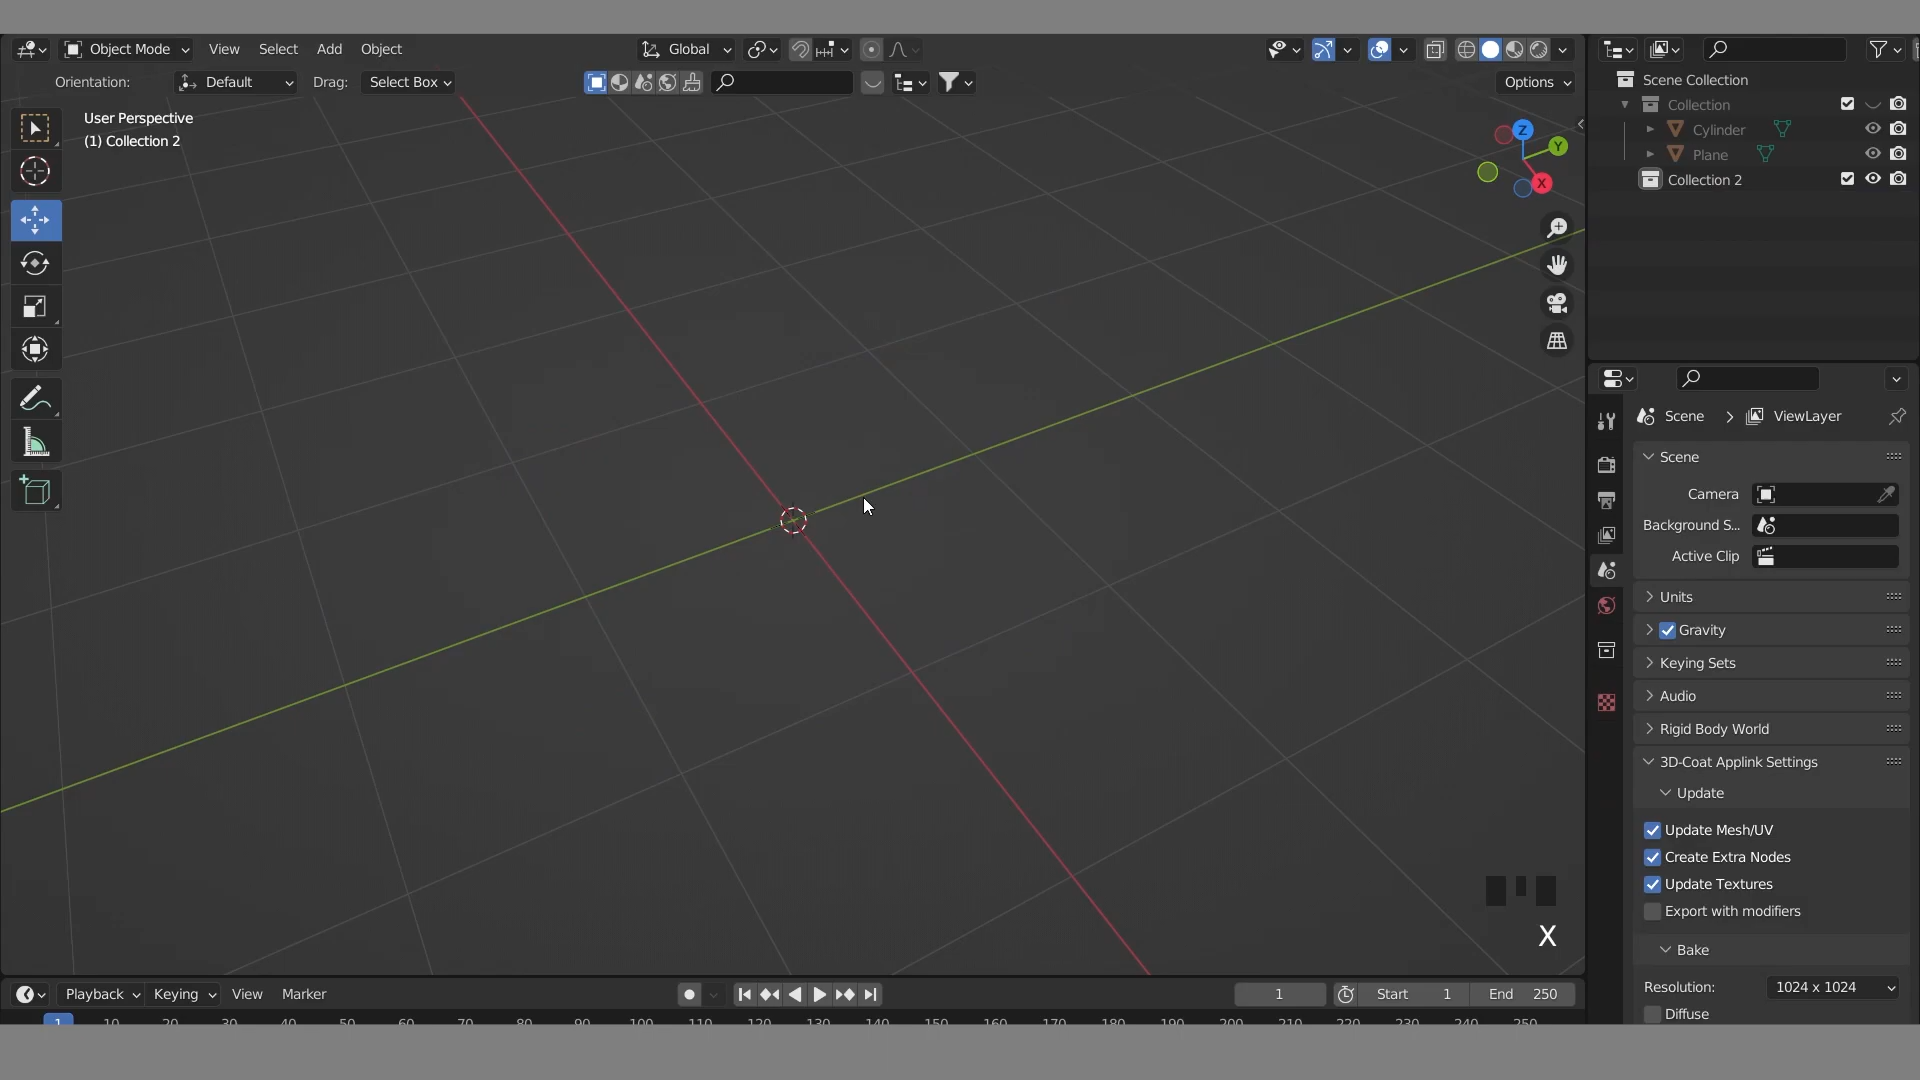 Object Mode View Select Add Object Global
Orientation: Default Drag: Select Box Options
User Perspective
(1) Collection 2
Z
Y
X
X
Playback Keying View Marker 1 Start 1 End 250
1 10 20 30 40 50 60 70 80 90 100 110 120 130 140 150 160 170 180 190 200 210 220 230 240 250
Scene Collection
Collection
Cylinder
Plane
Collection 2
Scene > ViewLayer
Scene
Camera
Background S...
Active Clip
Units
Gravity
Keying Sets
Audio
Rigid Body World
3D-Coat Applink Settings
Update
Update Mesh/UV
Create Extra Nodes
Update Textures
Export with modifiers
Bake
Resolution: 1024 x 1024
Diffuse